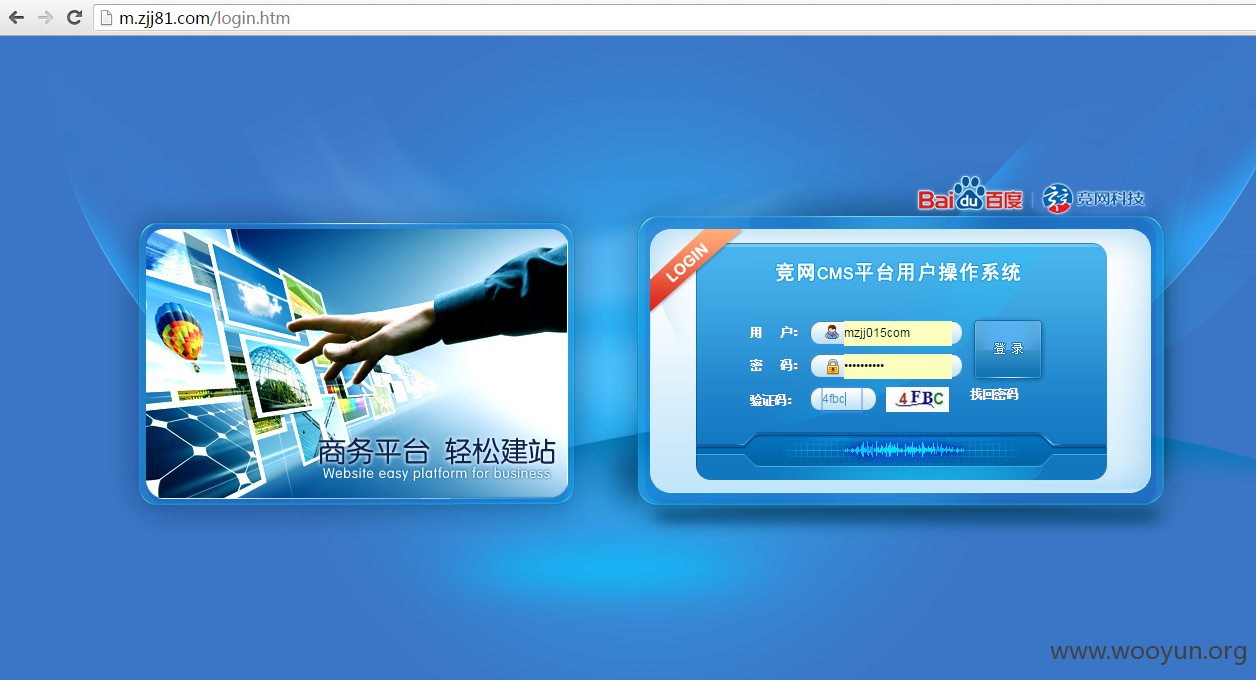 m.zjj81.com/login.htm
Bai du 百度 竞网科技
LOGIN
竞网CMS平台用户操作系统
用 户: mzjj015com
登 录
密 码: ••••••••••
验证码: 4fbc 4FBC 找回密码
商务平台 轻松建站
Website easy platform for business
www.wooyun.org